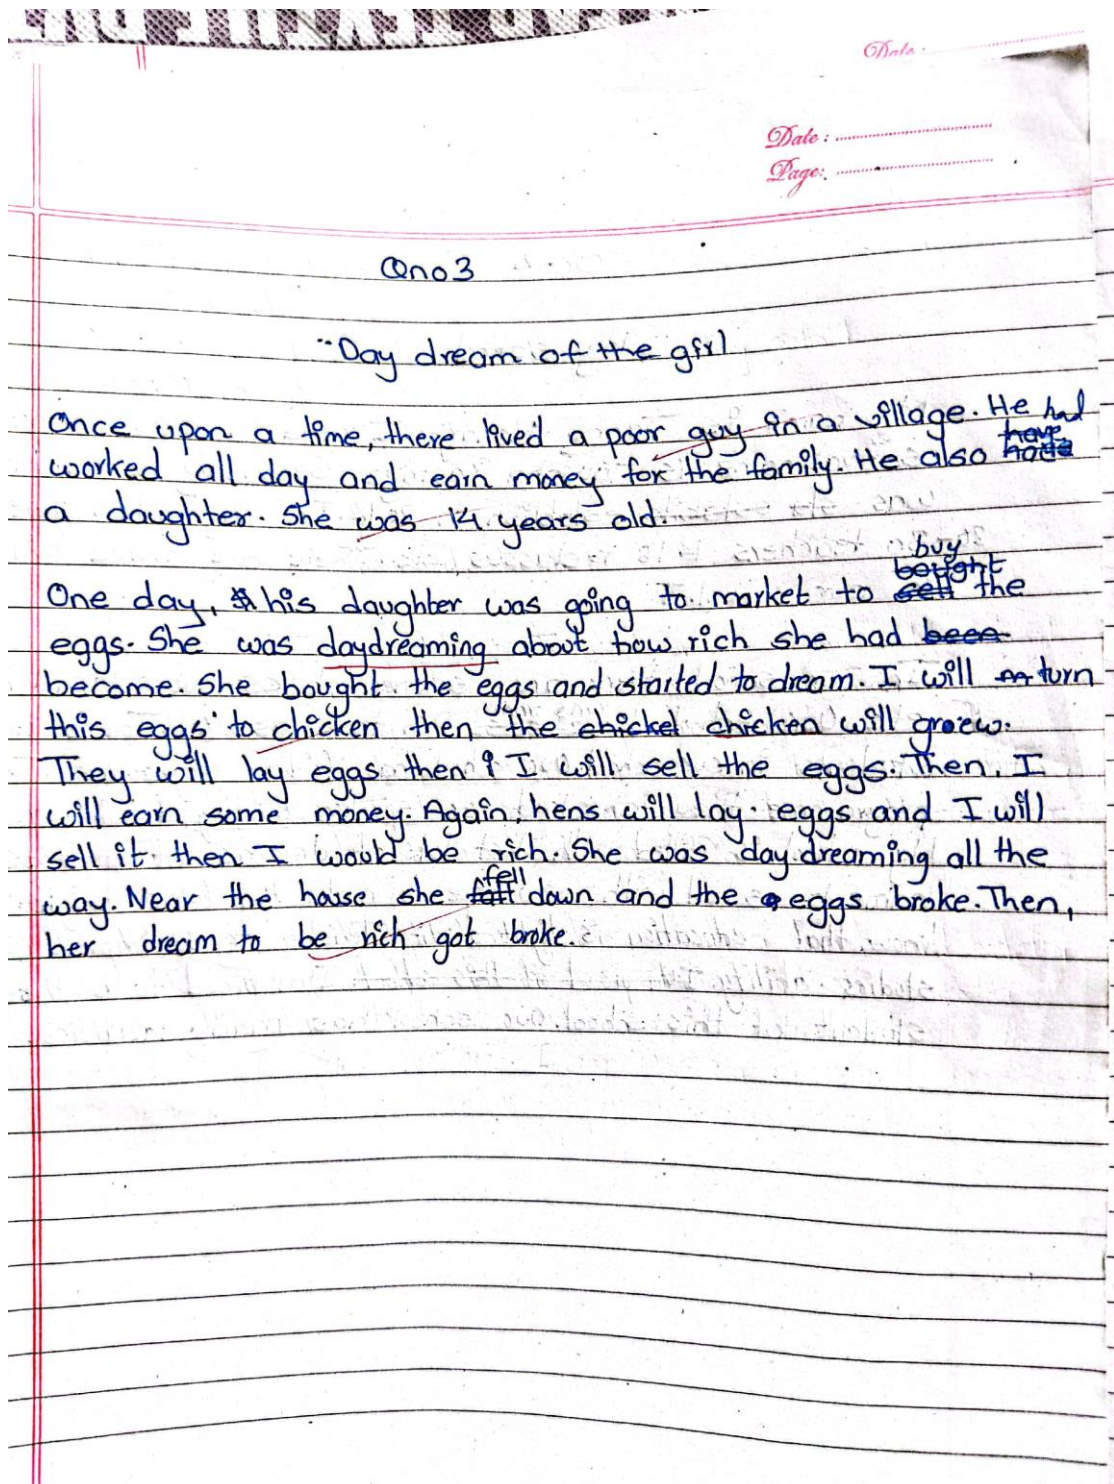 Date :
Date :
Page:
Qno3
"Day dream of the girl
Once upon a time, there lived a poor guy in a village. He had
worked all day and earn money for the family. He also have
a daughter. She was 14 years old.
One day, his daughter was going to market to buy the
eggs. She was daydreaming about how rich she had been
become. She bought the eggs and started to dream. I will turn
this eggs to chicken then the chickel chicken will groew.
They will lay eggs then I will sell the eggs. Then, I
will earn some money. Again, hens will lay eggs and I will
sell it then I would be rich. She was day dreaming all the
way. Near the house she fell down and the eggs broke. Then,
her dream to be rich got broke.